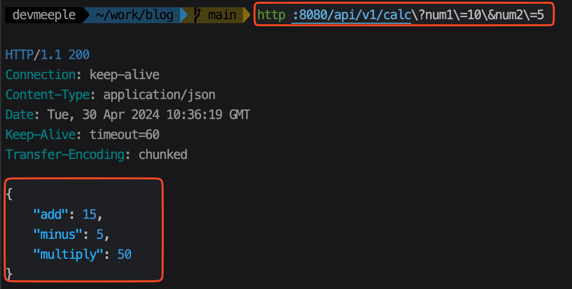 devmeeple ~/work/blog main http :8080/api/v1/calc\?num1\=10\&num2\=5
HTTP/1.1 200
Connection: keep-alive
Content-Type: application/json
Date: Tue, 30 Apr 2024 10:36:19 GMT
Keep-Alive: timeout=60
Transfer-Encoding: chunked
{
"add": 15,
"minus": 5,
"multiply": 50
}